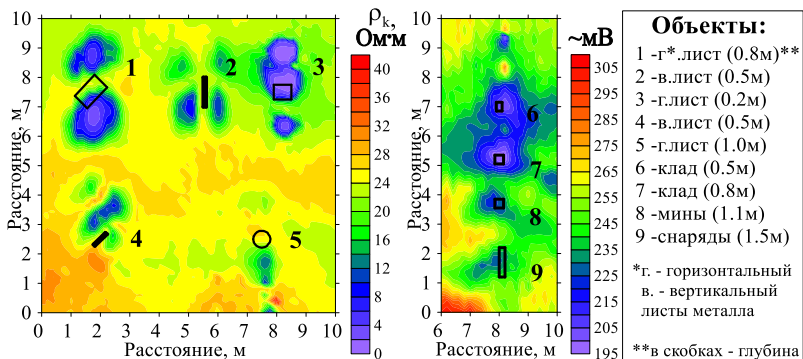 ρk,
Ом·м
~мВ
Расстояние, м
10
9
8
7
6
5
4
3
2
1
0
1
2
3
4
5
0 1 2 3 4 5 6 7 8 9 10
Расстояние, м
40
36
32
28
24
20
16
12
8
4
0
Расстояние, м
10
9
8
7
6
5
4
3
2
1
0
6
7
8
9
6 7 8 9 10
Расстояние, м
305
295
285
275
265
255
245
235
225
215
205
195
Объекты:
1 -г*.лист (0.8м)**
2-в.лист (0.5м)
3-г.лист (0.2м)
4-в.лист (0.5м)
5-г.лист (1.0м)
6-клад (0.5м)
7-клад (0.8м)
8-мины (1.1м)
9-снаряды (1.5м)
*г. - горизонтальный
в. - вертикальный
листы металла
**в скобках - глубина